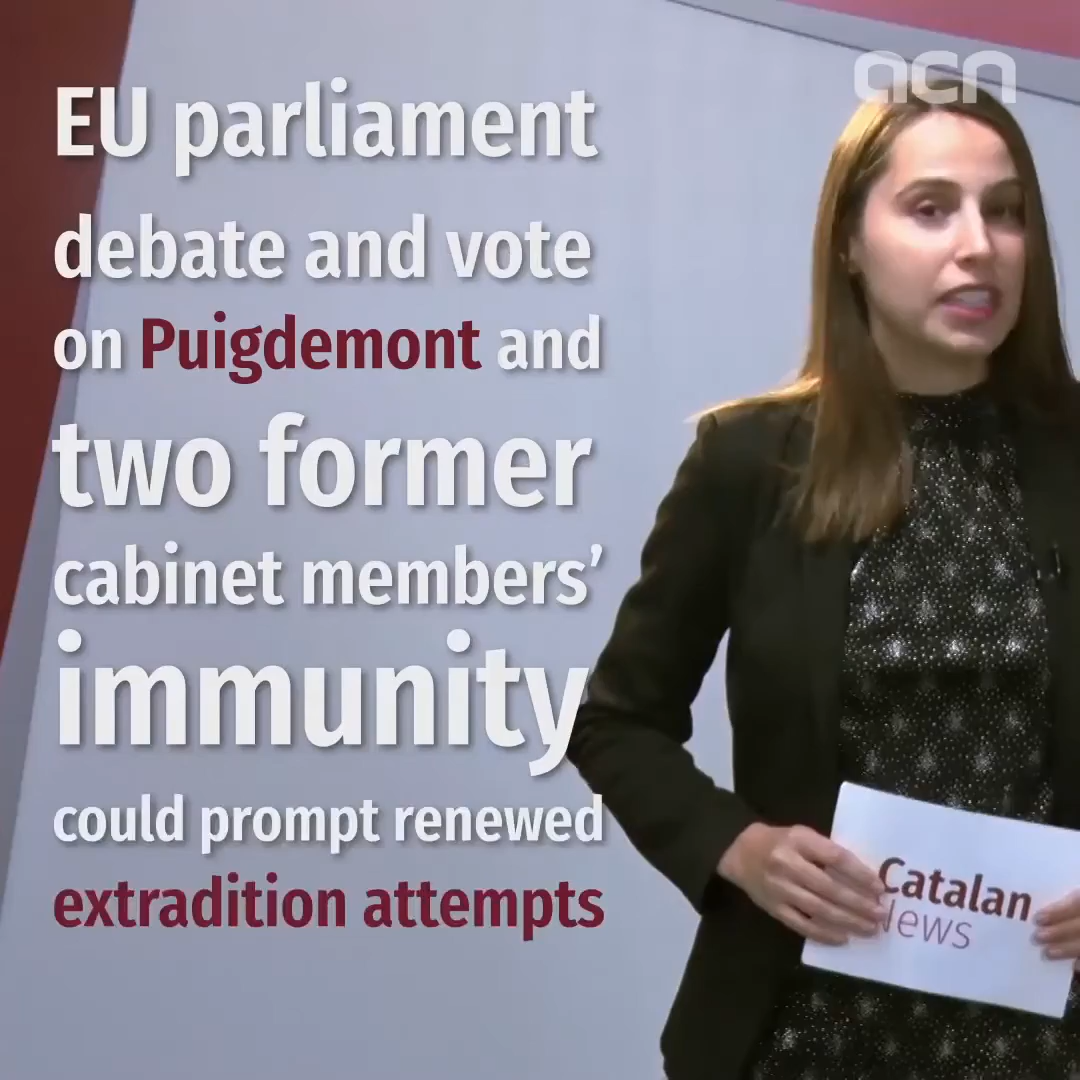 acn
EU parliament
debate and vote
on Puigdemont and
two former
cabinet members’
immunity
could prompt renewed
extradition attempts
Catalan
News